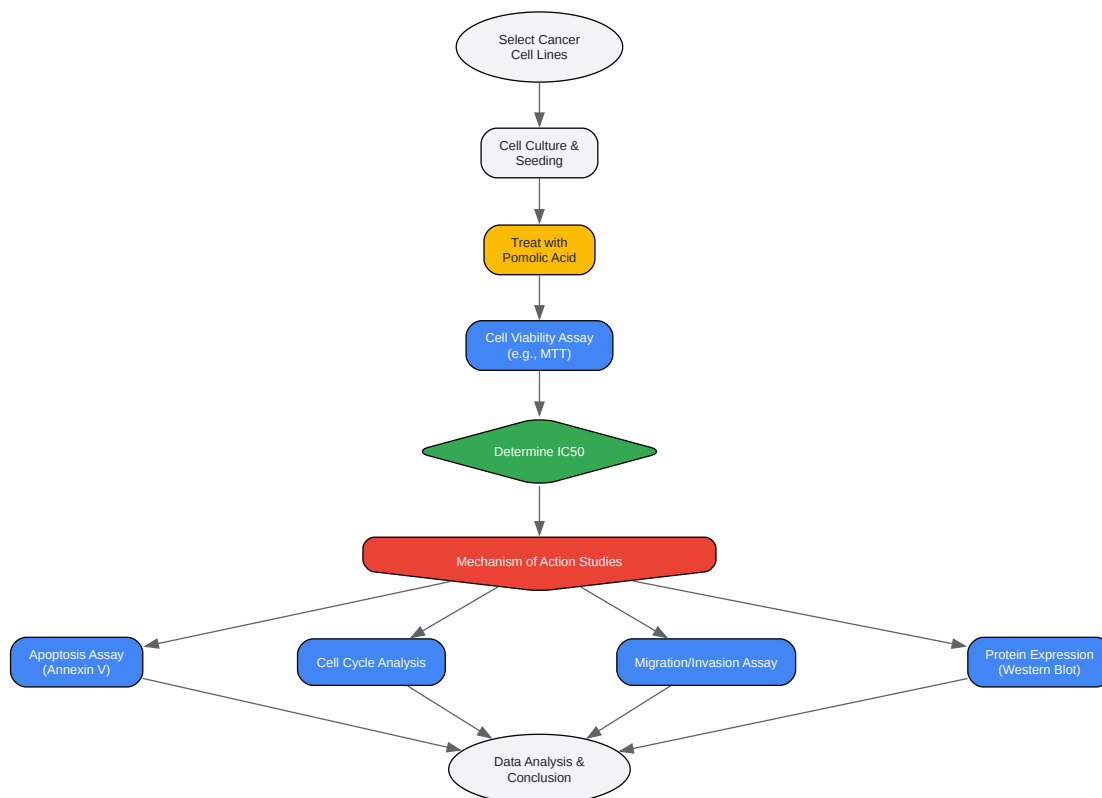 Select Cancer
Cell Lines
Cell Culture &
Seeding
Treat with
Pomolic Acid
Cell Viability Assay
(e.g., MTT)
Determine IC50
Mechanism of Action Studies
Apoptosis Assay
(Annexin V)
Cell Cycle Analysis
Migration/Invasion Assay
Protein Expression
(Western Blot)
Data Analysis &
Conclusion